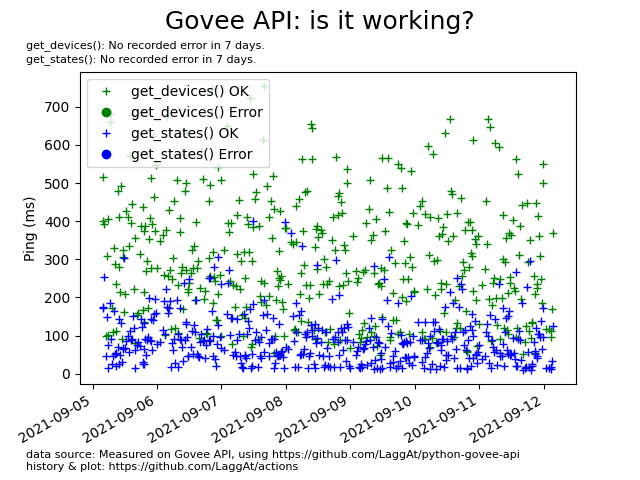 Govee API: is it working?
get_devices(): No recorded error in 7 days.
get_states(): No recorded error in 7 days.
get_devices() OK
get_devices() Error
get_states() OK
get_states() Error
Ping (ms)
700
600
500
400
300
200
100
0
2021-09-05
2021-09-06
2021-09-07
2021-09-08
2021-09-09
2021-09-10
2021-09-11
2021-09-12
data source: Measured on Govee API, using https://github.com/LaggAt/python-govee-api
history & plot: https://github.com/LaggAt/actions